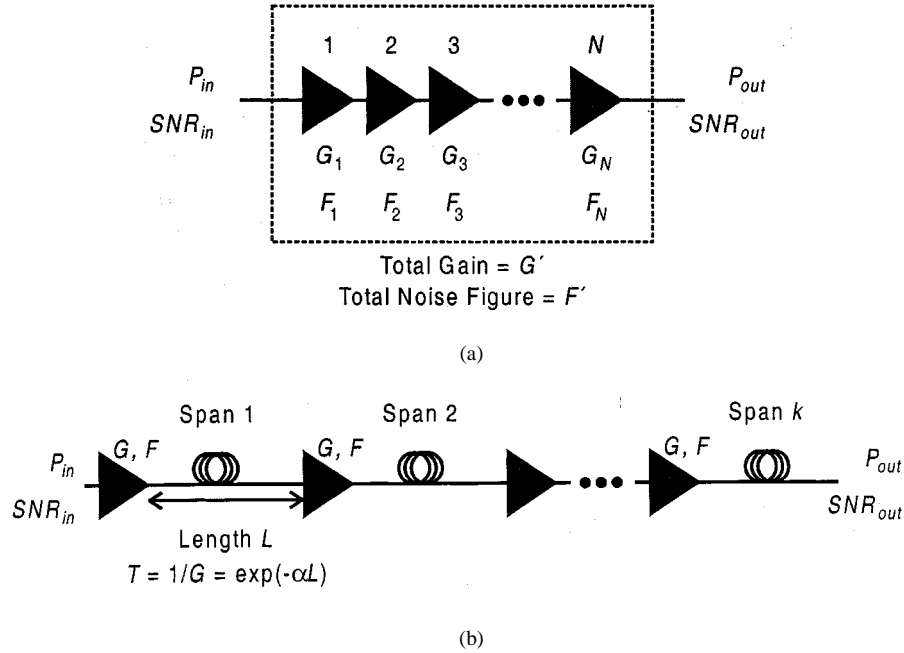 1 2 3 N
P_in P_out
SNR_in SNR_out
G_1 G_2 G_3 G_N
F_1 F_2 F_3 F_N
Total Gain = G′
Total Noise Figure = F′
(a)
Span 1 Span 2 Span k
G, F G, F G, F
P_in P_out
SNR_in SNR_out
Length L
T = 1/G = exp(-αL)
(b)